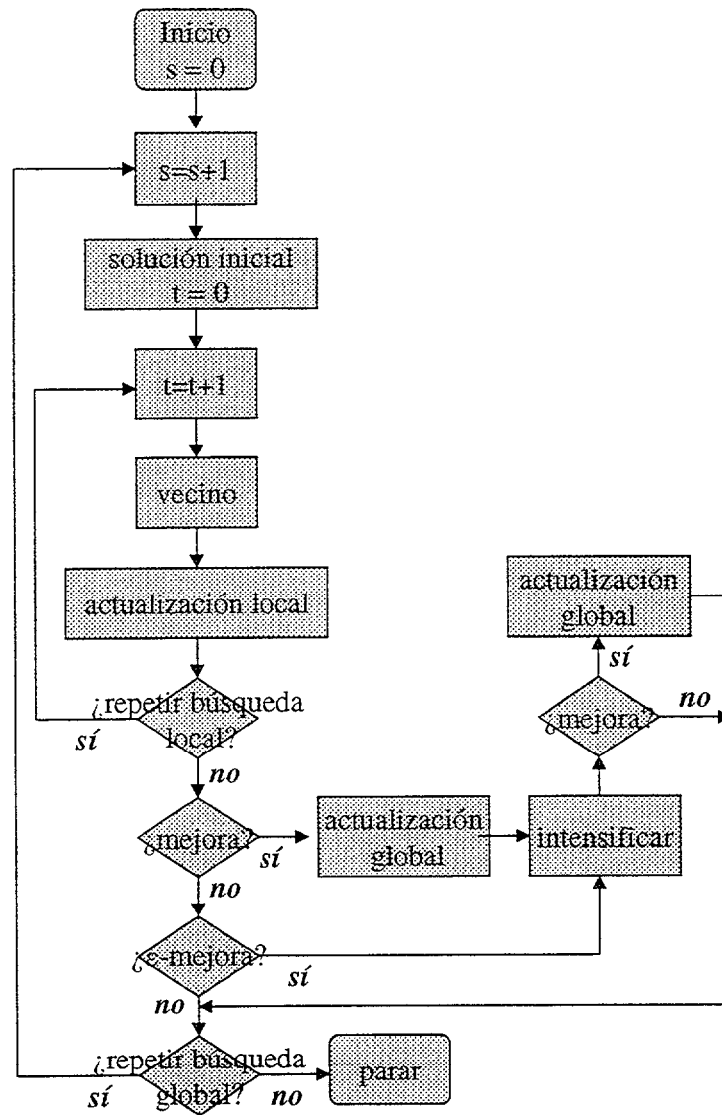 Inicio
s = 0
s=s+1
solución inicial
t = 0
t=t+1
vecino
actualización local
¿repetir búsqueda
local?
sí
no
¿mejora?
sí
no
actualización
global
intensificar
¿mejora?
sí
no
actualización
global
¿ε-mejora?
sí
no
¿repetir búsqueda
global?
sí
no
parar